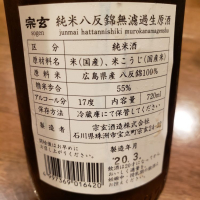 宗玄 純米八反錦無濾過生原酒
sogen junmai hattannishiki murokanamagenshu
区分 純米酒
原材料名 米(国産)、米こうじ(国産米)
原料米 広島県産 八反錦100%
精米歩合 55%
アルコール分 17度 内容量 720ml
保存方法 冷蔵庫にて保管してください
製造者 宗玄酒造株式会社
石川県珠洲市宝立町宗玄24-22
製造年月
20.3.